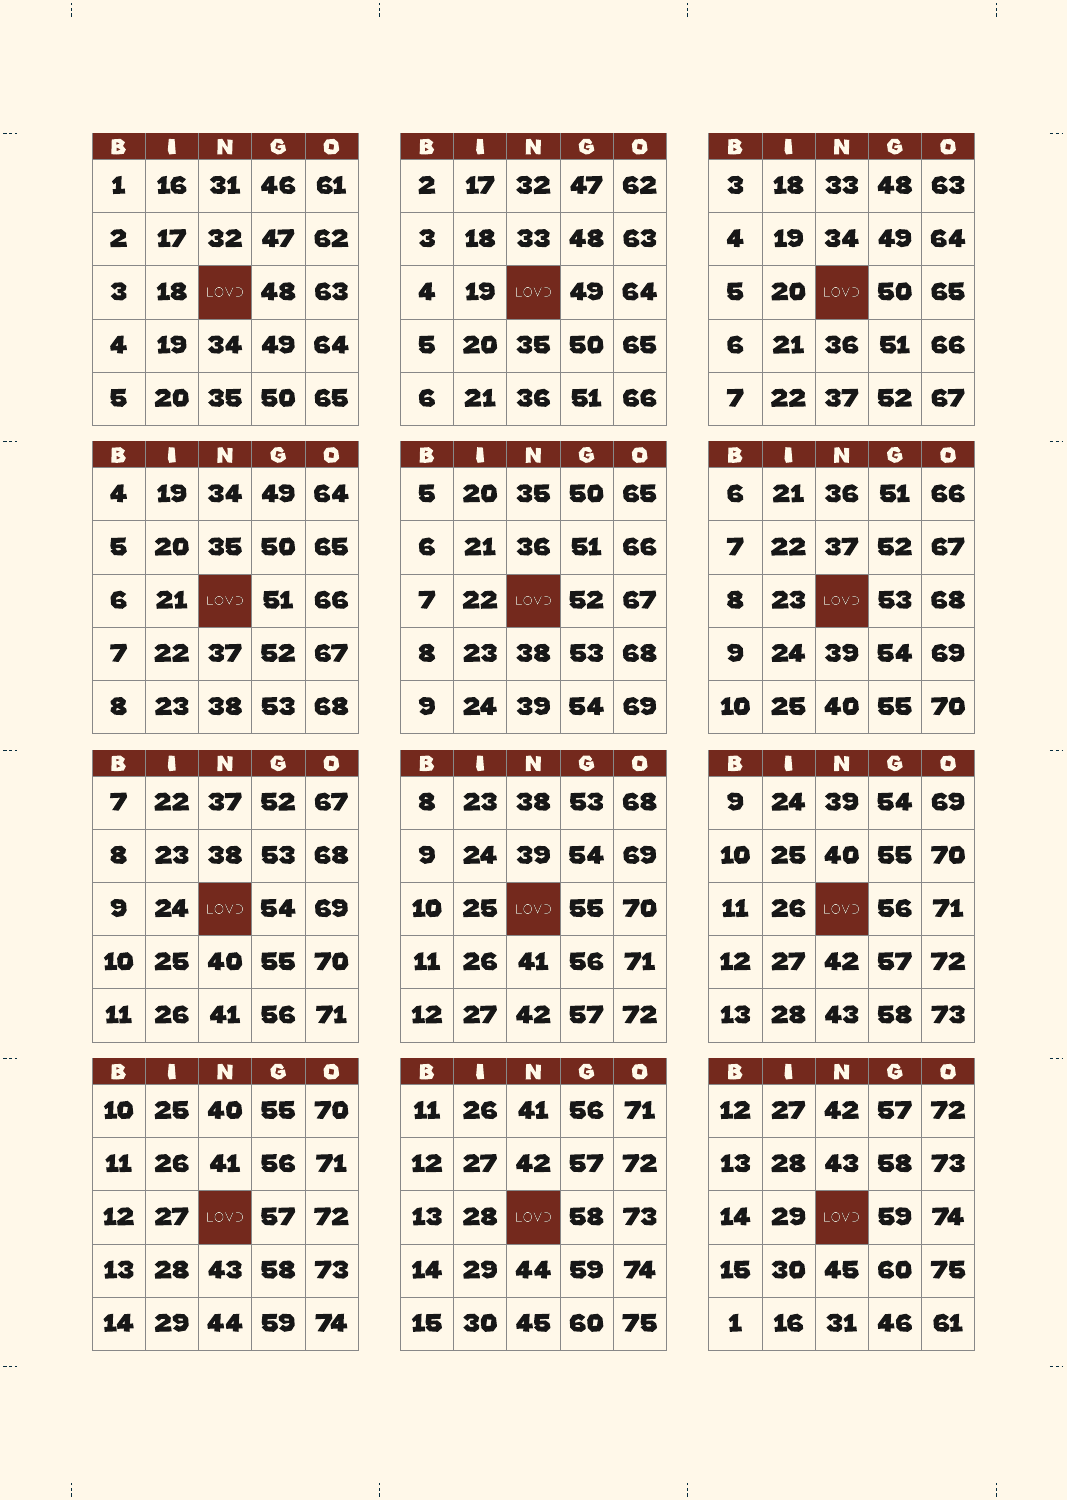 B I N G O
1 16 31 46 61
2 17 32 47 62
3 18 LOVD 48 63
4 19 34 49 64
5 20 35 50 65
B I N G O
2 17 32 47 62
3 18 33 48 63
4 19 LOVD 49 64
5 20 35 50 65
6 21 36 51 66
B I N G O
3 18 33 48 63
4 19 34 49 64
5 20 LOVD 50 65
6 21 36 51 66
7 22 37 52 67
B I N G O
4 19 34 49 64
5 20 35 50 65
6 21 LOVD 51 66
7 22 37 52 67
8 23 38 53 68
B I N G O
5 20 35 50 65
6 21 36 51 66
7 22 LOVD 52 67
8 23 38 53 68
9 24 39 54 69
B I N G O
6 21 36 51 66
7 22 37 52 67
8 23 LOVD 53 68
9 24 39 54 69
10 25 40 55 70
B I N G O
7 22 37 52 67
8 23 38 53 68
9 24 LOVD 54 69
10 25 40 55 70
11 26 41 56 71
B I N G O
8 23 38 53 68
9 24 39 54 69
10 25 LOVD 55 70
11 26 41 56 71
12 27 42 57 72
B I N G O
9 24 39 54 69
10 25 40 55 70
11 26 LOVD 56 71
12 27 42 57 72
13 28 43 58 73
B I N G O
10 25 40 55 70
11 26 41 56 71
12 27 LOVD 57 72
13 28 43 58 73
14 29 44 59 74
B I N G O
11 26 41 56 71
12 27 42 57 72
13 28 LOVD 58 73
14 29 44 59 74
15 30 45 60 75
B I N G O
12 27 42 57 72
13 28 43 58 73
14 29 LOVD 59 74
15 30 45 60 75
1 16 31 46 61